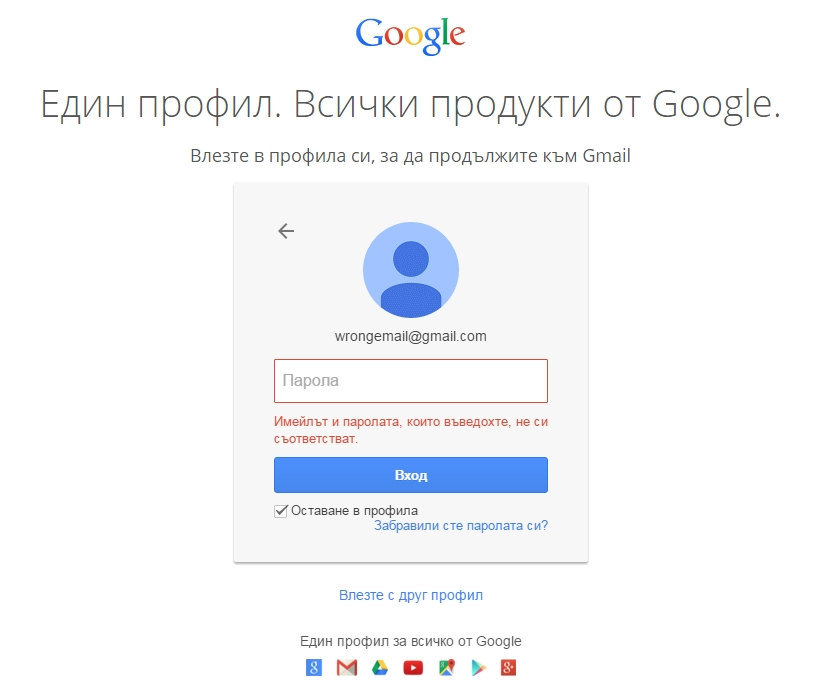 Google
Един профил. Всички продукти от Google.
Влезте в профила си, за да продължите към Gmail
wrongemail@gmail.com
Парола
Имейлът и паролата, които въведохте, не си
съответстват.
Вход
Оставане в профила
Забравили сте паролата си?
Влезте с друг профил
Един профил за всичко от Google